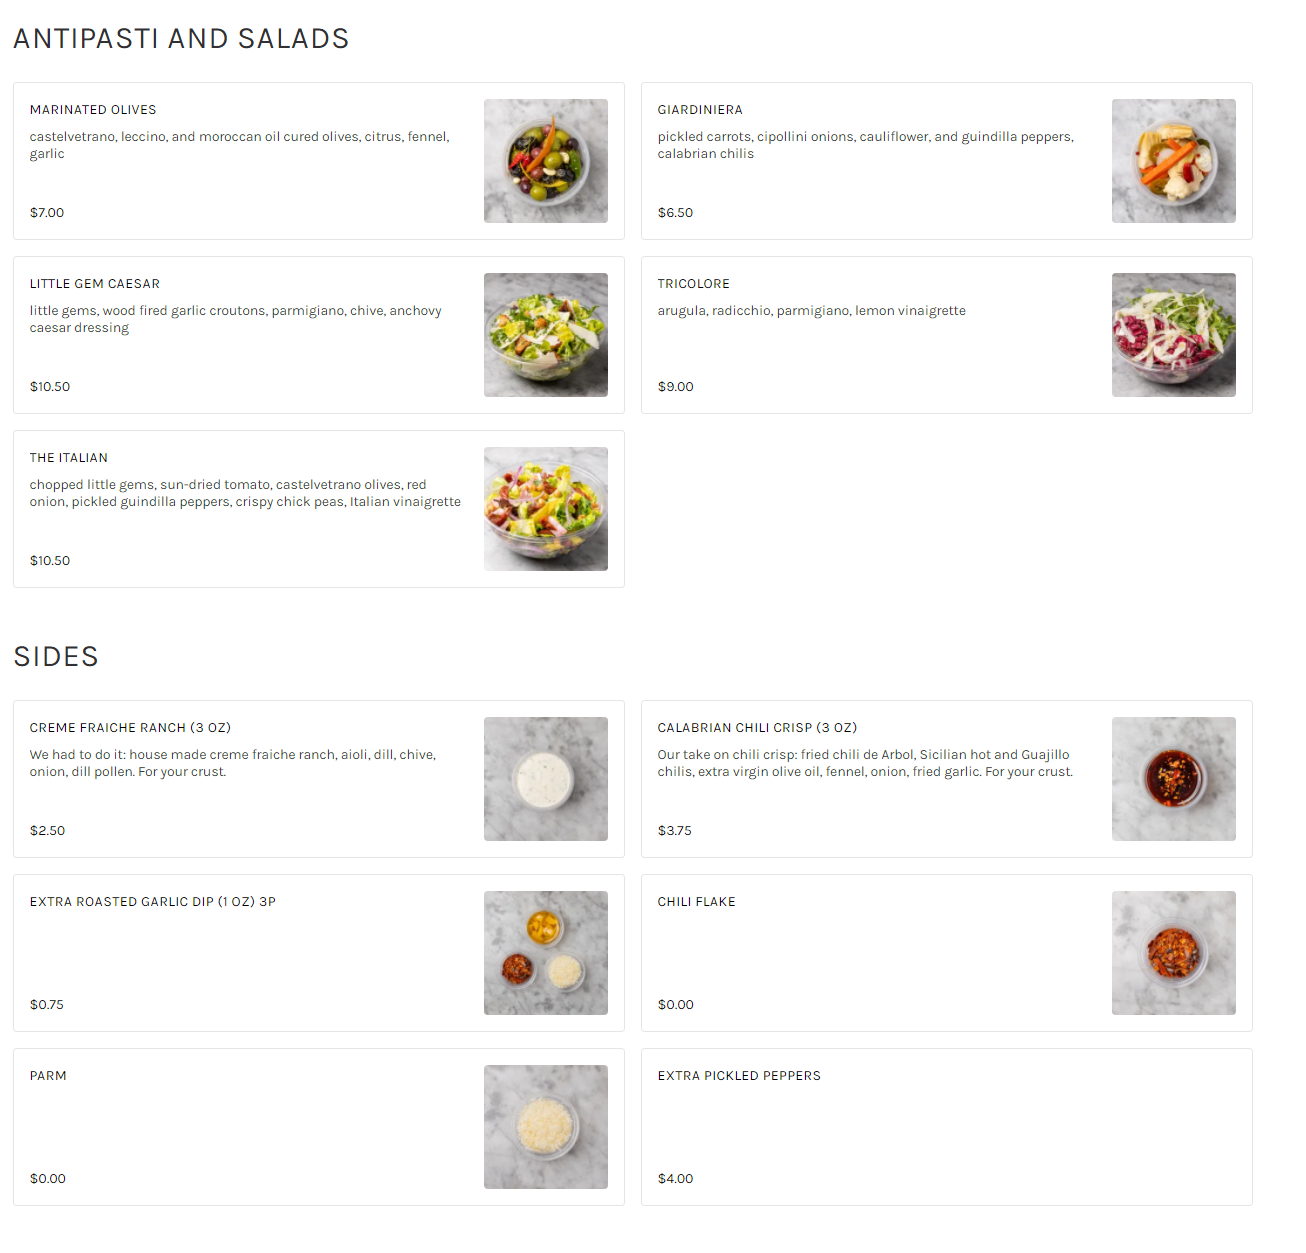 ANTIPASTI AND SALADS
MARINATED OLIVES
castelvetrano, leccino, and moroccan oil cured olives, citrus, fennel,
garlic
$7.00
GIARDINIERA
pickled carrots, cipollini onions, cauliflower, and guindilla peppers,
calabrian chilis
$6.50
LITTLE GEM CAESAR
little gems, wood fired garlic croutons, parmigiano, chive, anchovy
caesar dressing
$10.50
TRICOLORE
arugula, radicchio, parmigiano, lemon vinaigrette
$9.00
THE ITALIAN
chopped little gems, sun-dried tomato, castelvetrano olives, red
onion, pickled guindilla peppers, crispy chick peas, Italian vinaigrette
$10.50
SIDES
CREME FRAICHE RANCH (3 OZ)
We had to do it: house made creme fraiche ranch, aioli, dill, chive,
onion, dill pollen. For your crust.
$2.50
CALABRIAN CHILI CRISP (3 OZ)
Our take on chili crisp: fried chili de Arbol, Sicilian hot and Guajillo
chilis, extra virgin olive oil, fennel, onion, fried garlic. For your crust.
$3.75
EXTRA ROASTED GARLIC DIP (1 OZ) 3P
$0.75
CHILI FLAKE
$0.00
PARM
$0.00
EXTRA PICKLED PEPPERS
$4.00